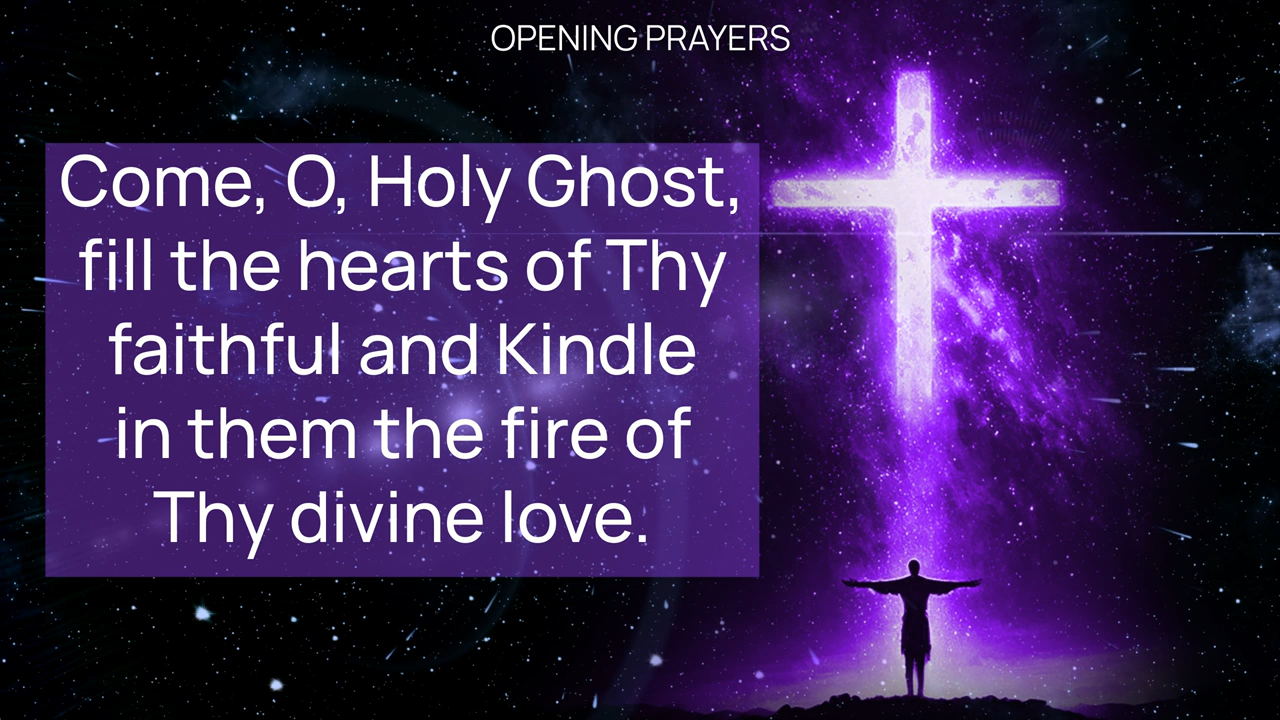 OPENING PRAYERS
Come, O, Holy Ghost,
fill the hearts of Thy
faithful and Kindle
in them the fire of
Thy divine love.